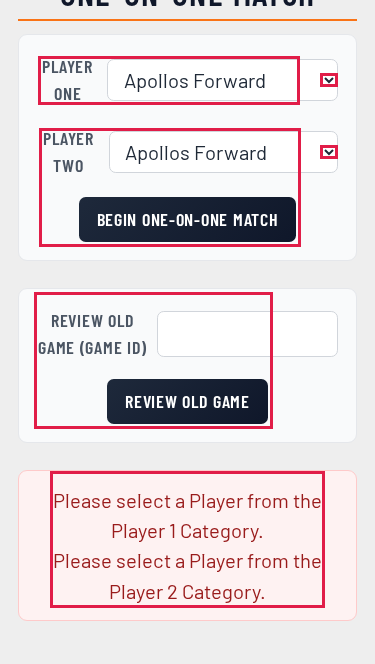 ONE-ON-ONE MATCH
PLAYER
ONE
Apollos Forward
PLAYER
TWO
Apollos Forward
BEGIN ONE-ON-ONE MATCH
REVIEW OLD
GAME (GAME ID)
REVIEW OLD GAME
Please select a Player from the
Player 1 Category.
Please select a Player from the
Player 2 Category.